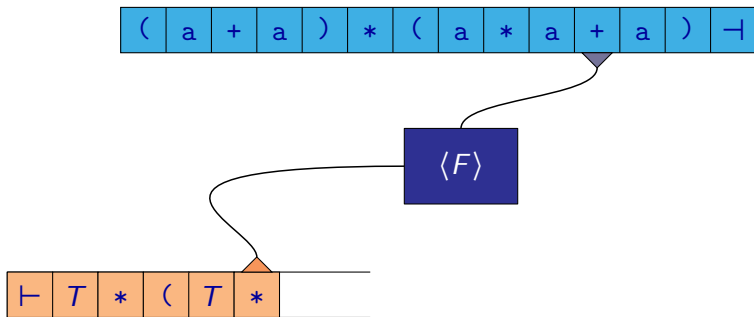 ( a + a ) * ( a * a + a ) ⊣
⟨F⟩
⊢ T * ( T *